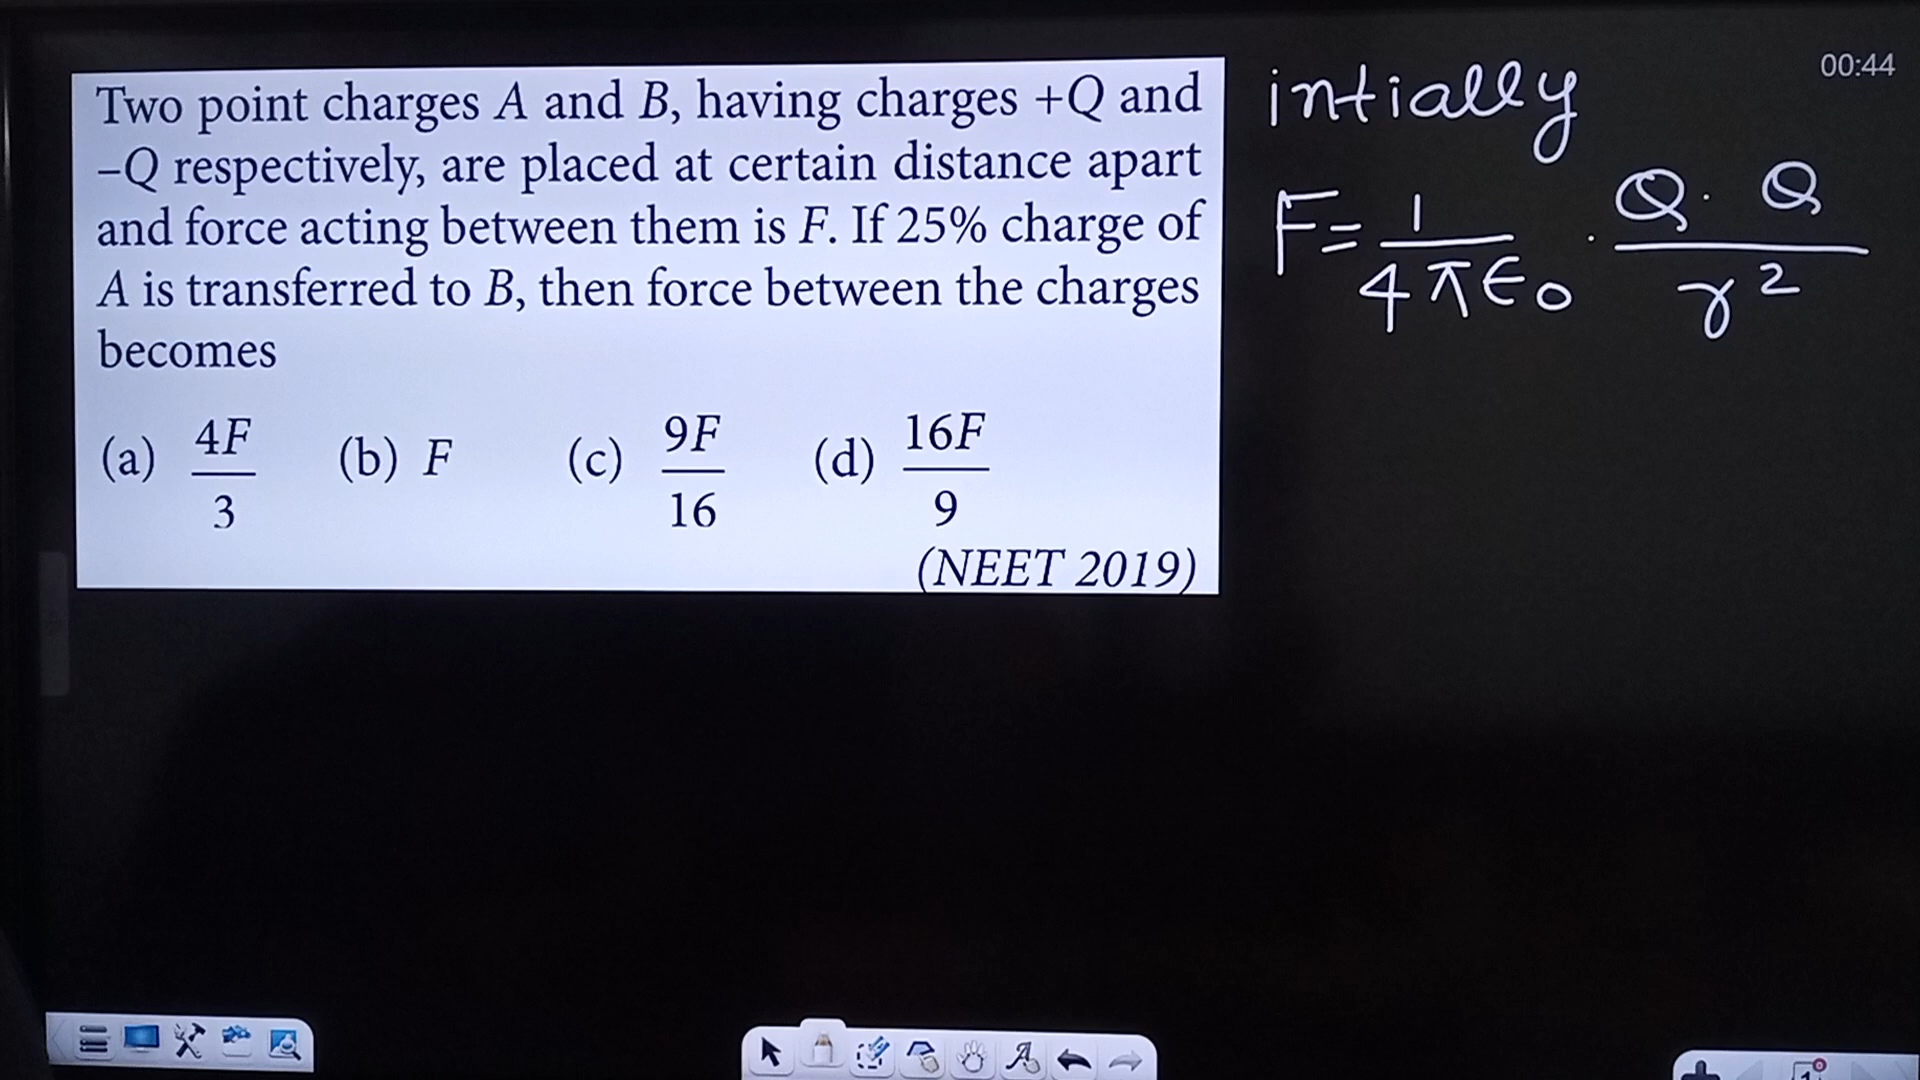 Two point charges A and B, having charges +Q and
–Q respectively, are placed at certain distance apart
and force acting between them is F. If 25% charge of
A is transferred to B, then force between the charges
becomes
(a) 4F/3 (b) F (c) 9F/16 (d) 16F/9
(NEET 2019)
intially
F = 1/4πϵ₀ · Q · Q/r²
00:44